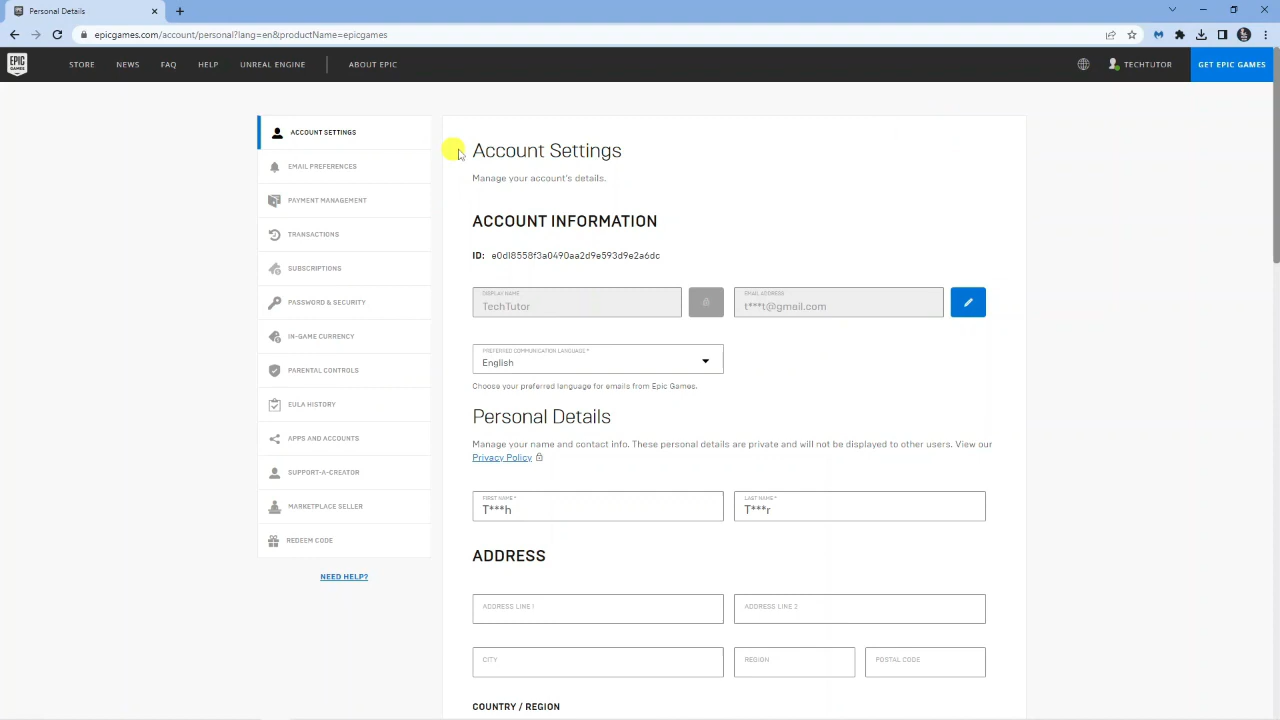 Personal Details
epicgames.com/account/personal?lang=en&productName=epicgames
EPIC GAMES
STORE
NEWS
FAQ
HELP
UNREAL ENGINE
ABOUT EPIC
TECHTUTOR
GET EPIC GAMES
ACCOUNT SETTINGS
EMAIL PREFERENCES
PAYMENT MANAGEMENT
TRANSACTIONS
SUBSCRIPTIONS
PASSWORD & SECURITY
IN-GAME CURRENCY
PARENTAL CONTROLS
EULA HISTORY
APPS AND ACCOUNTS
SUPPORT-A-CREATOR
MARKETPLACE SELLER
REDEEM CODE
NEED HELP?
Account Settings
Manage your account's details.
ACCOUNT INFORMATION
ID: e0d18558f3a0490aa2d9e593d9e2a6dc
DISPLAY NAME
TechTutor
EMAIL ADDRESS
t***t@gmail.com
PREFERRED COMMUNICATION LANGUAGE *
English
Choose your preferred language for emails from Epic Games.
Personal Details
Manage your name and contact info. These personal details are private and will not be displayed to other users. View our
Privacy Policy
FIRST NAME *
T***h
LAST NAME *
T***r
ADDRESS
ADDRESS LINE 1
ADDRESS LINE 2
CITY
REGION
POSTAL CODE
COUNTRY / REGION